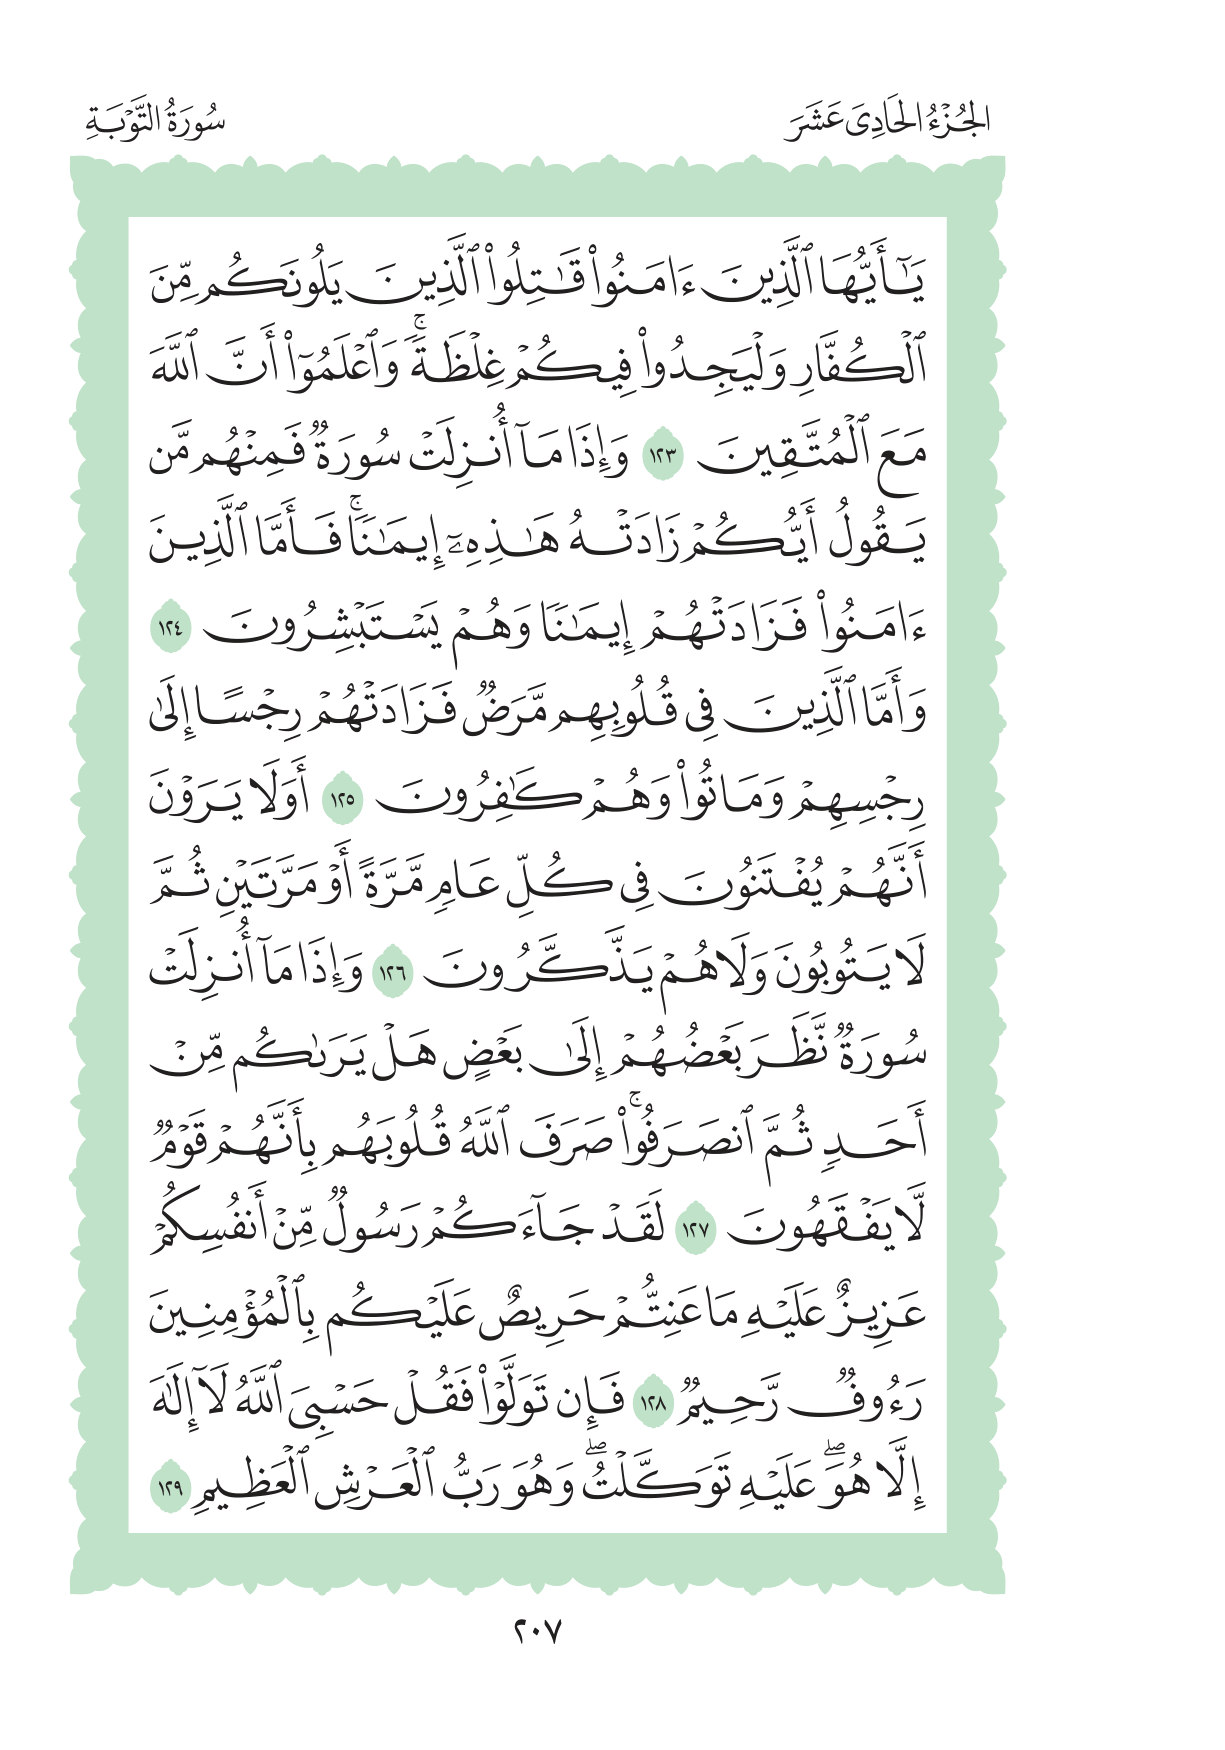 الجُزْءُ الحَادِىَ عَشَرَ
سُورَةُ التَّوْبَةِ
يَـٰٓأَيُّهَا ٱلَّذِينَ ءَامَنُوا۟ قَـٰتِلُوا۟ ٱلَّذِينَ يَلُونَكُم مِّنَ
ٱلْكُفَّارِ وَلْيَجِدُوا۟ فِيكُمْ غِلْظَةً ۚ وَٱعْلَمُوٓا۟ أَنَّ ٱللَّهَ
مَعَ ٱلْمُتَّقِينَ ١٢٣ وَإِذَا مَآ أُنزِلَتْ سُورَةٌ فَمِنْهُم مَّن
يَقُولُ أَيُّكُمْ زَادَتْهُ هَـٰذِهِۦٓ إِيمَـٰنًا ۚ فَأَمَّا ٱلَّذِينَ
ءَامَنُوا۟ فَزَادَتْهُمْ إِيمَـٰنًا وَهُمْ يَسْتَبْشِرُونَ ١٢٤
وَأَمَّا ٱلَّذِينَ فِى قُلُوبِهِم مَّرَضٌ فَزَادَتْهُمْ رِجْسًا إِلَىٰ
رِجْسِهِمْ وَمَاتُوا۟ وَهُمْ كَـٰفِرُونَ ١٢٥ أَوَلَا يَرَوْنَ
أَنَّهُمْ يُفْتَنُونَ فِى كُلِّ عَامٍ مَّرَّةً أَوْ مَرَّتَيْنِ ثُمَّ
لَا يَتُوبُونَ وَلَا هُمْ يَذَّكَّرُونَ ١٢٦ وَإِذَا مَآ أُنزِلَتْ
سُورَةٌ نَّظَرَ بَعْضُهُمْ إِلَىٰ بَعْضٍ هَلْ يَرَىٰكُم مِّنْ
أَحَدٍ ثُمَّ ٱنصَرَفُوا۟ ۚ صَرَفَ ٱللَّهُ قُلُوبَهُم بِأَنَّهُمْ قَوْمٌ
لَّا يَفْقَهُونَ ١٢٧ لَقَدْ جَآءَكُمْ رَسُولٌ مِّنْ أَنفُسِكُمْ
عَزِيزٌ عَلَيْهِ مَا عَنِتُّمْ حَرِيصٌ عَلَيْكُم بِٱلْمُؤْمِنِينَ
رَءُوفٌ رَّحِيمٌ ١٢٨ فَإِن تَوَلَّوْا۟ فَقُلْ حَسْبِىَ ٱللَّهُ لَآ إِلَـٰهَ
إِلَّا هُوَ ۖ عَلَيْهِ تَوَكَّلْتُ ۖ وَهُوَ رَبُّ ٱلْعَرْشِ ٱلْعَظِيمِ ١٢٩
٢٠٧